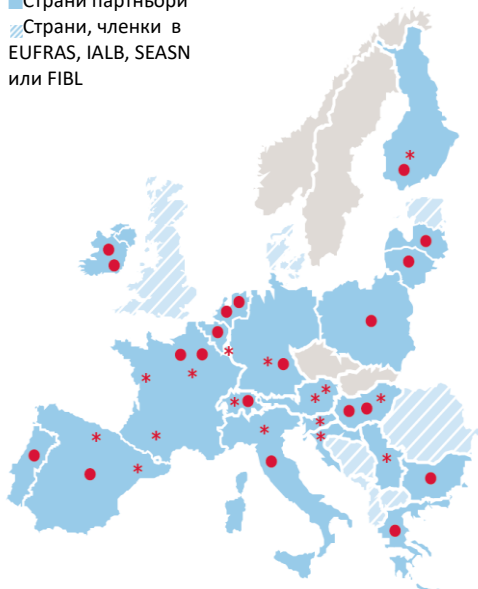 Страни партньори
Страни, членки в
EUFRAS, IALB, SEASN
или FIBL